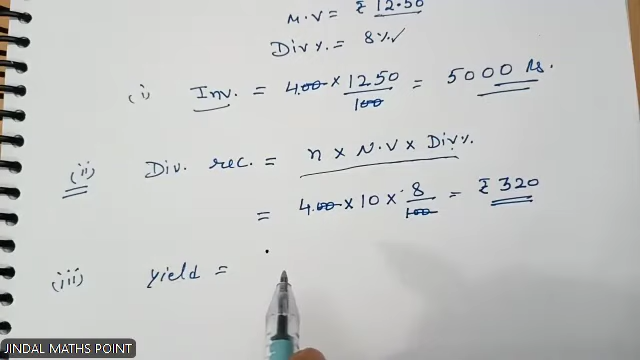 M.V = ₹ 12.50
Div% = 8% ✓
(i) Inv. = 400 × 12.50/100 = 5000 Rs.
(ii) Div. rec. = n × N.V × Div%
= 400 × 10 × 8/100 = ₹ 320
(iii) Yield =
JINDAL MATHS POINT